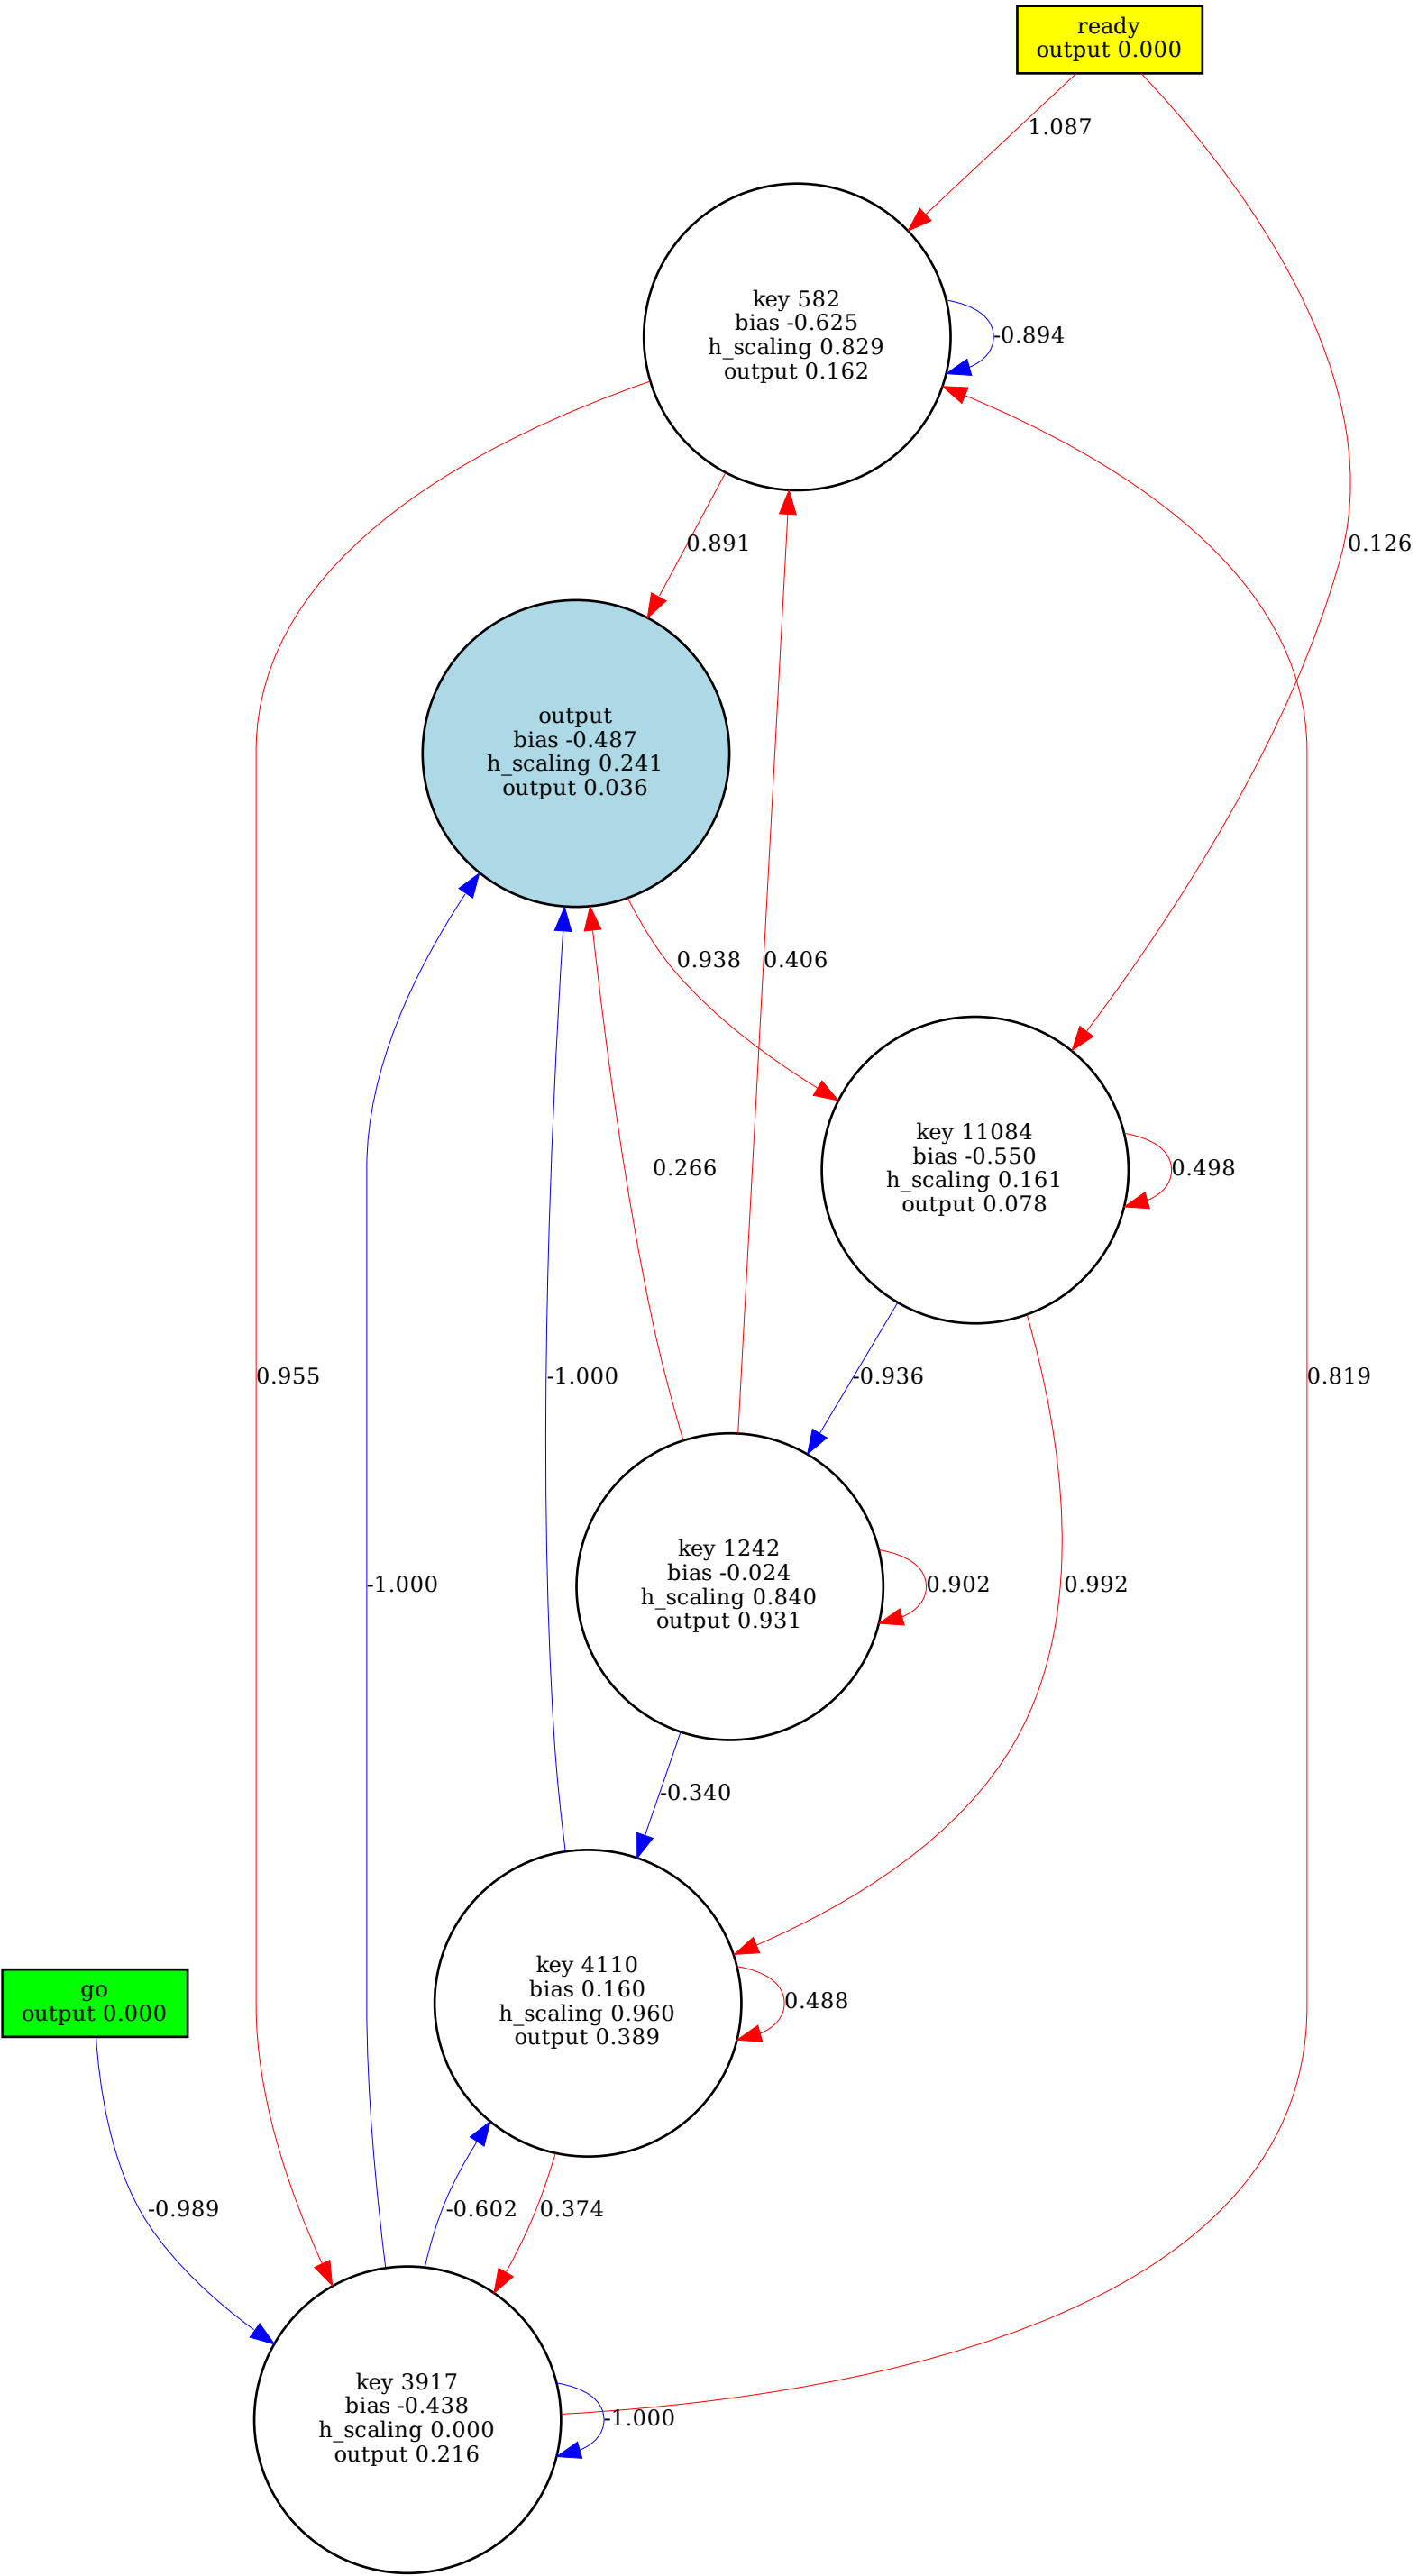 ready
output 0.000
1.087
key 582
bias -0.625
h_scaling 0.829
output 0.162
-0.894
0.891
0.126
output
bias -0.487
h_scaling 0.241
output 0.036
0.938
0.406
key 11084
bias -0.550
h_scaling 0.161
output 0.078
0.266
0.498
0.955
-1.000
-0.936
0.819
key 1242
bias -0.024
h_scaling 0.840
output 0.931
-1.000
0.902
0.992
-0.340
key 4110
bias 0.160
h_scaling 0.960
output 0.389
go
output 0.000
0.488
-0.989
-0.602
0.374
key 3917
bias -0.438
h_scaling 0.000
output 0.216
-1.000